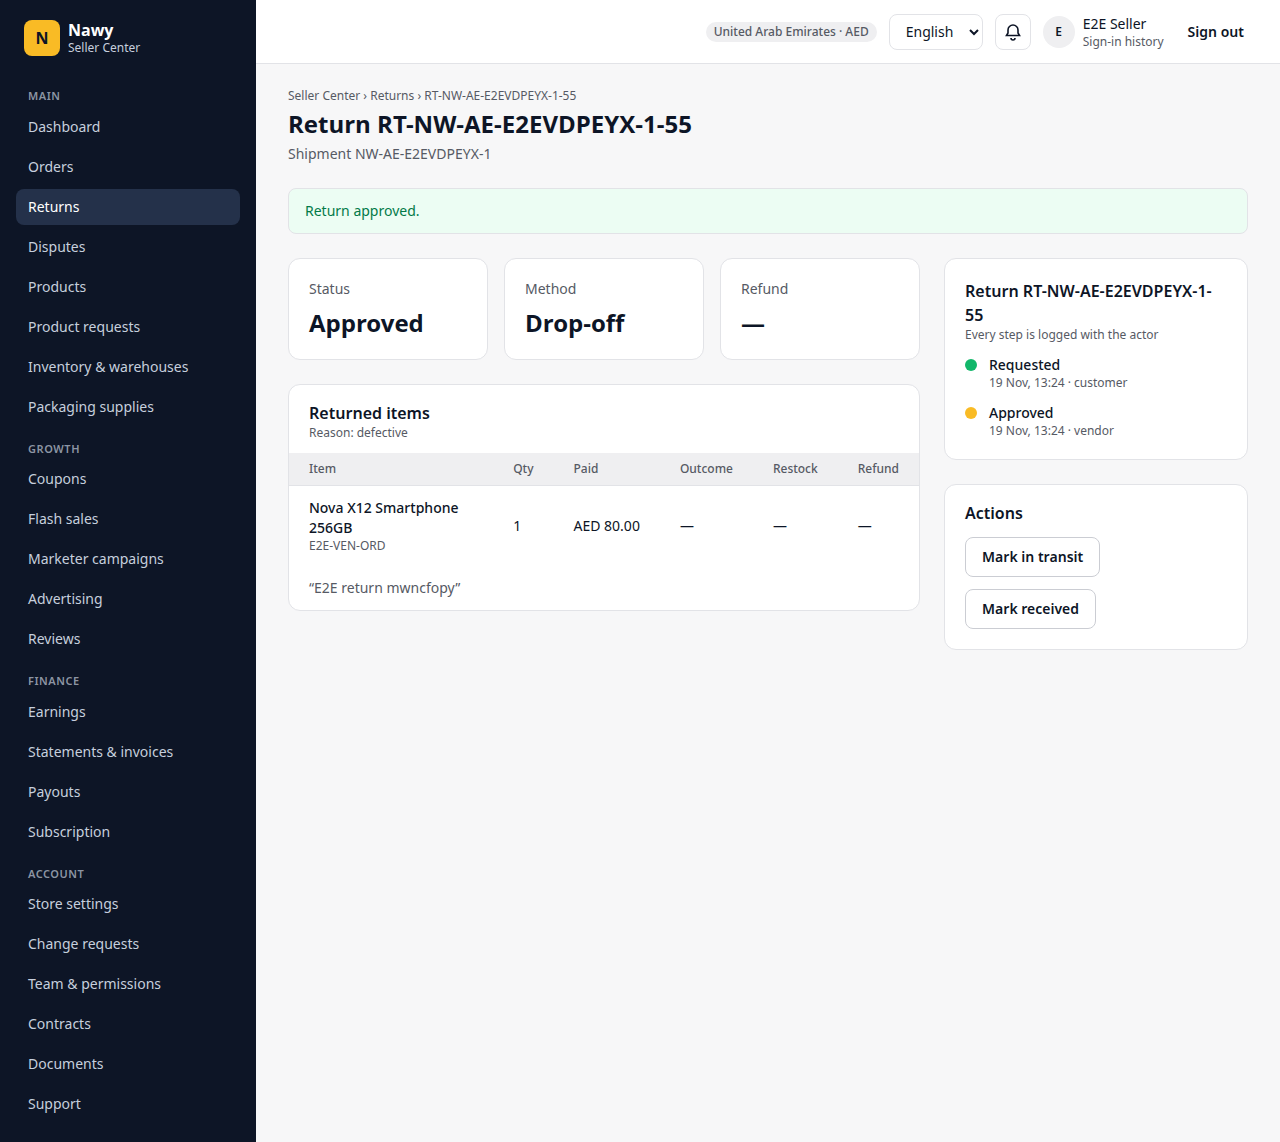 N
Nawy
Seller Center
MAIN
Dashboard
Orders
Returns
Disputes
Products
Product requests
Inventory & warehouses
Packaging supplies
GROWTH
Coupons
Flash sales
Marketer campaigns
Advertising
Reviews
FINANCE
Earnings
Statements & invoices
Payouts
Subscription
ACCOUNT
Store settings
Change requests
Team & permissions
Contracts
Documents
Support
United Arab Emirates · AED
English
E
E2E Seller
Sign-in history
Sign out
Seller Center › Returns › RT-NW-AE-E2EVDPEYX-1-55
Return RT-NW-AE-E2EVDPEYX-1-55
Shipment NW-AE-E2EVDPEYX-1
Return approved.
Status
Approved
Method
Drop-off
Refund
—
Returned items
Reason: defective
Item Qty Paid Outcome Restock Refund
Nova X12 Smartphone
256GB
E2E-VEN-ORD
1 AED 80.00 — — —
“E2E return mwncfopy”
Return RT-NW-AE-E2EVDPEYX-1-
55
Every step is logged with the actor
Requested
19 Nov, 13:24 · customer
Approved
19 Nov, 13:24 · vendor
Actions
Mark in transit
Mark received